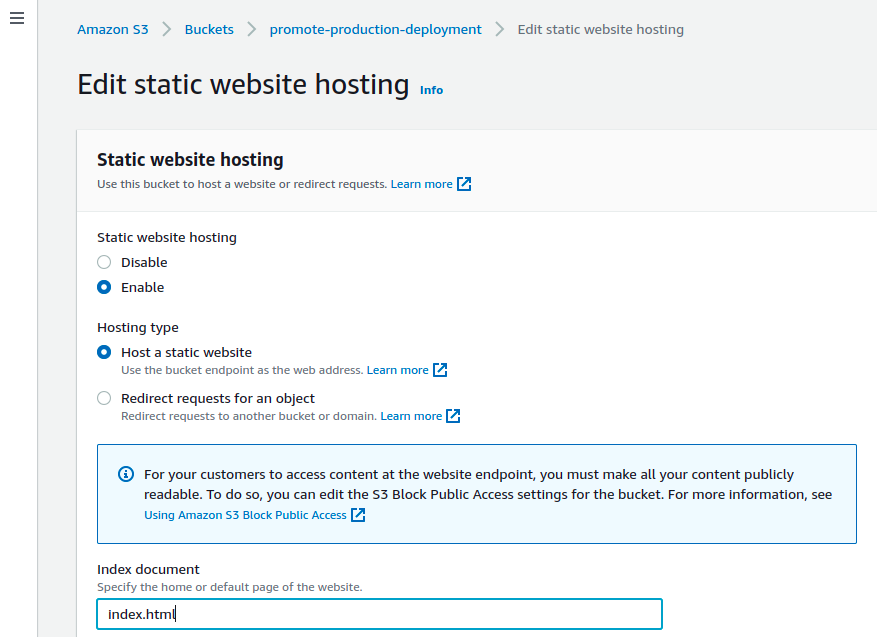 Amazon S3 > Buckets > promote-production-deployment > Edit static website hosting
Edit static website hosting Info
Static website hosting
Use this bucket to host a website or redirect requests. Learn more
Static website hosting
Disable
Enable
Hosting type
Host a static website
Use the bucket endpoint as the web address. Learn more
Redirect requests for an object
Redirect requests to another bucket or domain. Learn more
For your customers to access content at the website endpoint, you must make all your content publicly
readable. To do so, you can edit the S3 Block Public Access settings for the bucket. For more information, see
Using Amazon S3 Block Public Access
Index document
Specify the home or default page of the website.
index.html